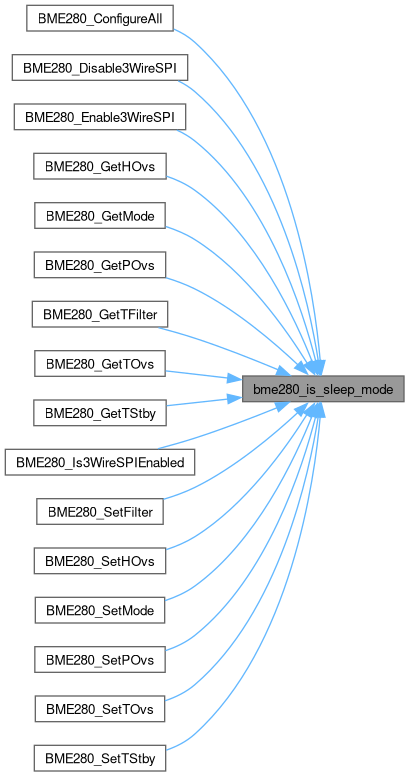 BME280_ConfigureAll
BME280_Disable3WireSPI
BME280_Enable3WireSPI
BME280_GetHOvs
BME280_GetMode
BME280_GetPOvs
BME280_GetTFilter
BME280_GetTOvs
bme280_is_sleep_mode
BME280_GetTStby
BME280_Is3WireSPIEnabled
BME280_SetFilter
BME280_SetHOvs
BME280_SetMode
BME280_SetPOvs
BME280_SetTOvs
BME280_SetTStby